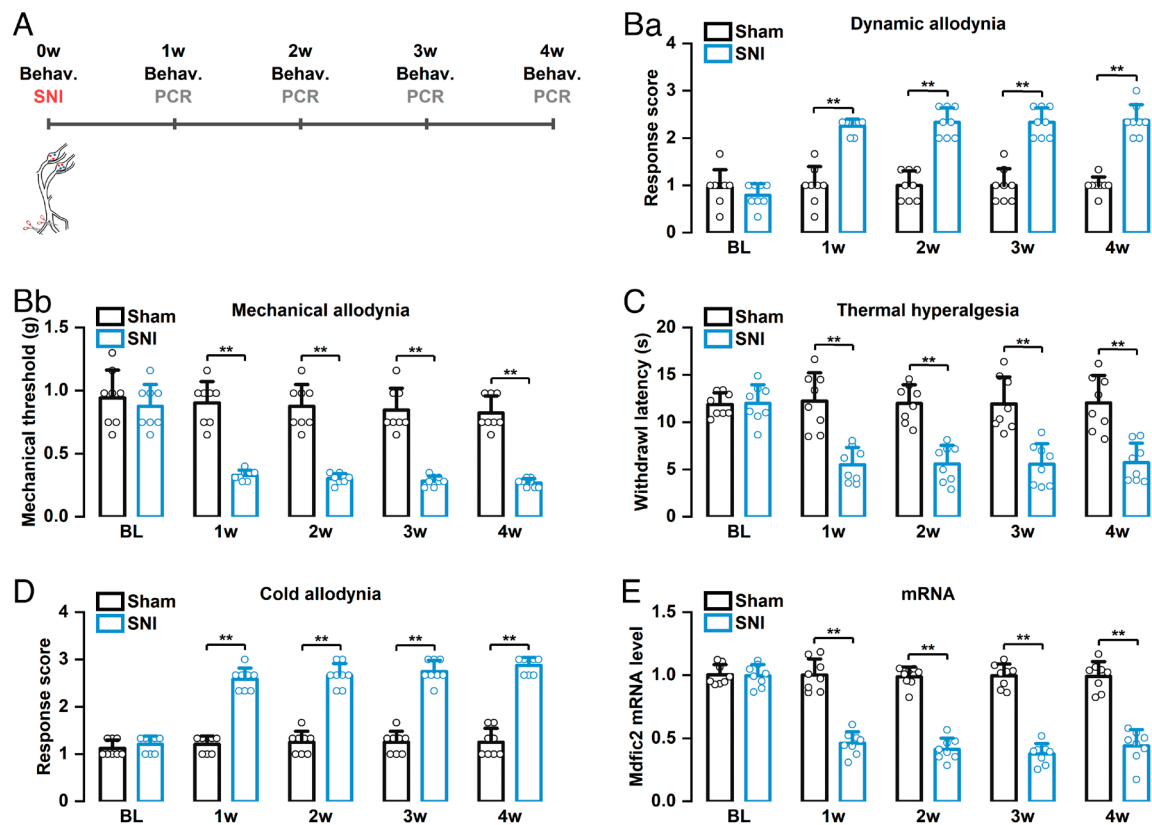 A
0w 1w 2w 3w 4w
Behav. Behav. Behav. Behav. Behav.
SNI PCR PCR PCR PCR
Ba
Dynamic allodynia
Sham
SNI
Response score
4
3
2
1
0
** ** ** **
BL 1w 2w 3w 4w
Bb
Mechanical allodynia
Sham
SNI
Mechanical threshold (g)
1.5
1.0
0.5
0.0
** ** ** **
BL 1w 2w 3w 4w
C
Thermal hyperalgesia
Sham
SNI
Withdrawl latency (s)
20
15
10
5
0
** ** ** **
BL 1w 2w 3w 4w
D
Cold allodynia
Sham
SNI
Response score
4
3
2
1
0
** ** ** **
BL 1w 2w 3w 4w
E
mRNA
Sham
SNI
Mdfic2 mRNA level
1.5
1.0
0.5
0.0
** ** ** **
BL 1w 2w 3w 4w